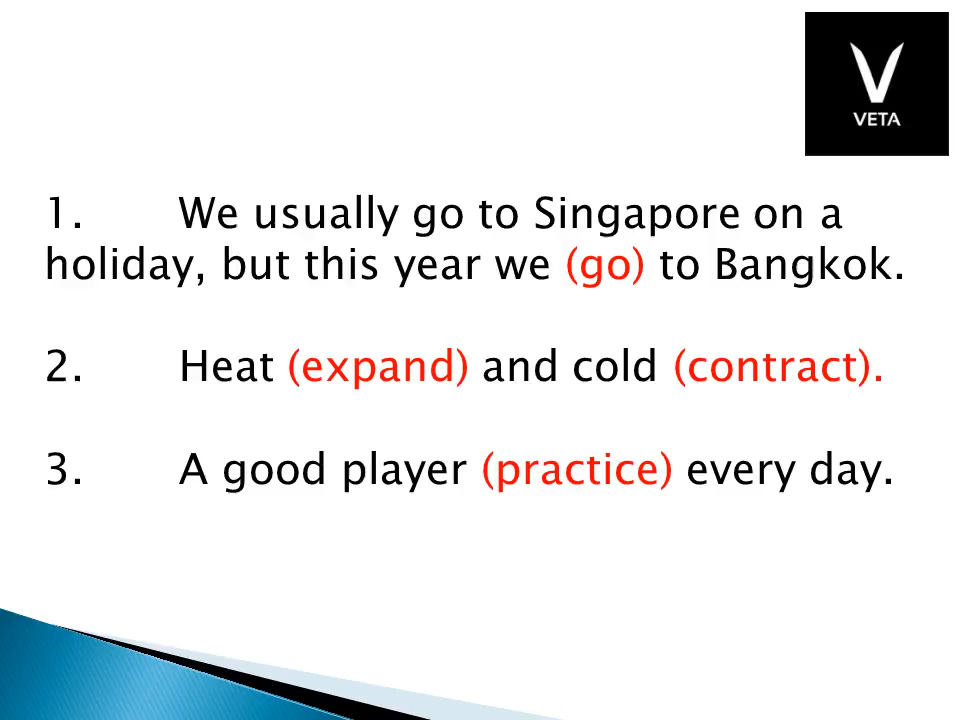 VETA
1. We usually go to Singapore on a
holiday, but this year we (go) to Bangkok.
2. Heat (expand) and cold (contract).
3. A good player (practice) every day.